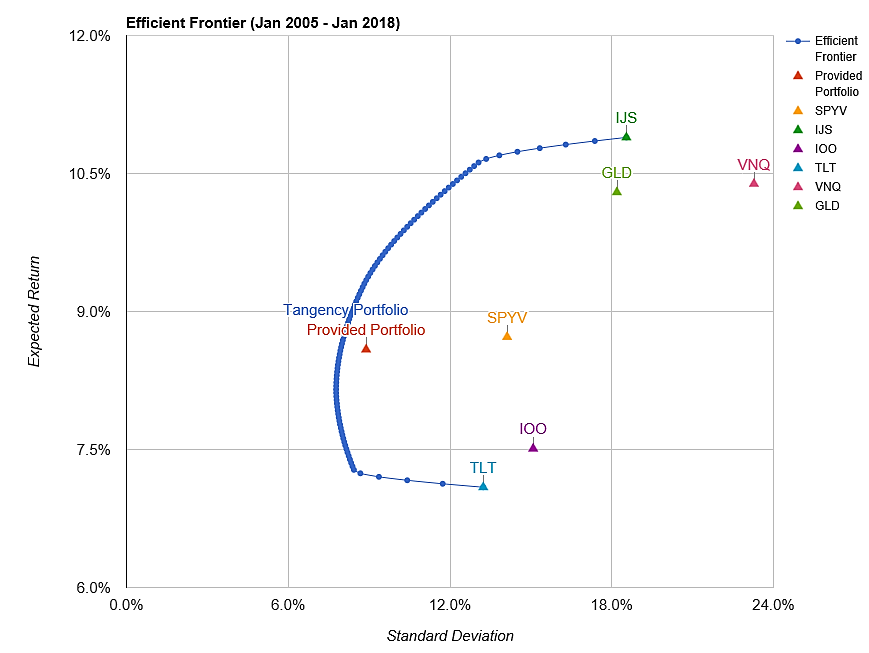 Efficient Frontier (Jan 2005 - Jan 2018)
12.0%
10.5%
9.0%
7.5%
6.0%
0.0%
6.0%
12.0%
18.0%
24.0%
Expected Return
Standard Deviation
IJS
VNQ
GLD
Tangency Portfolio
SPYV
Provided Portfolio
IOO
TLT
Efficient
Frontier
Provided
Portfolio
SPYV
IJS
IOO
TLT
VNQ
GLD